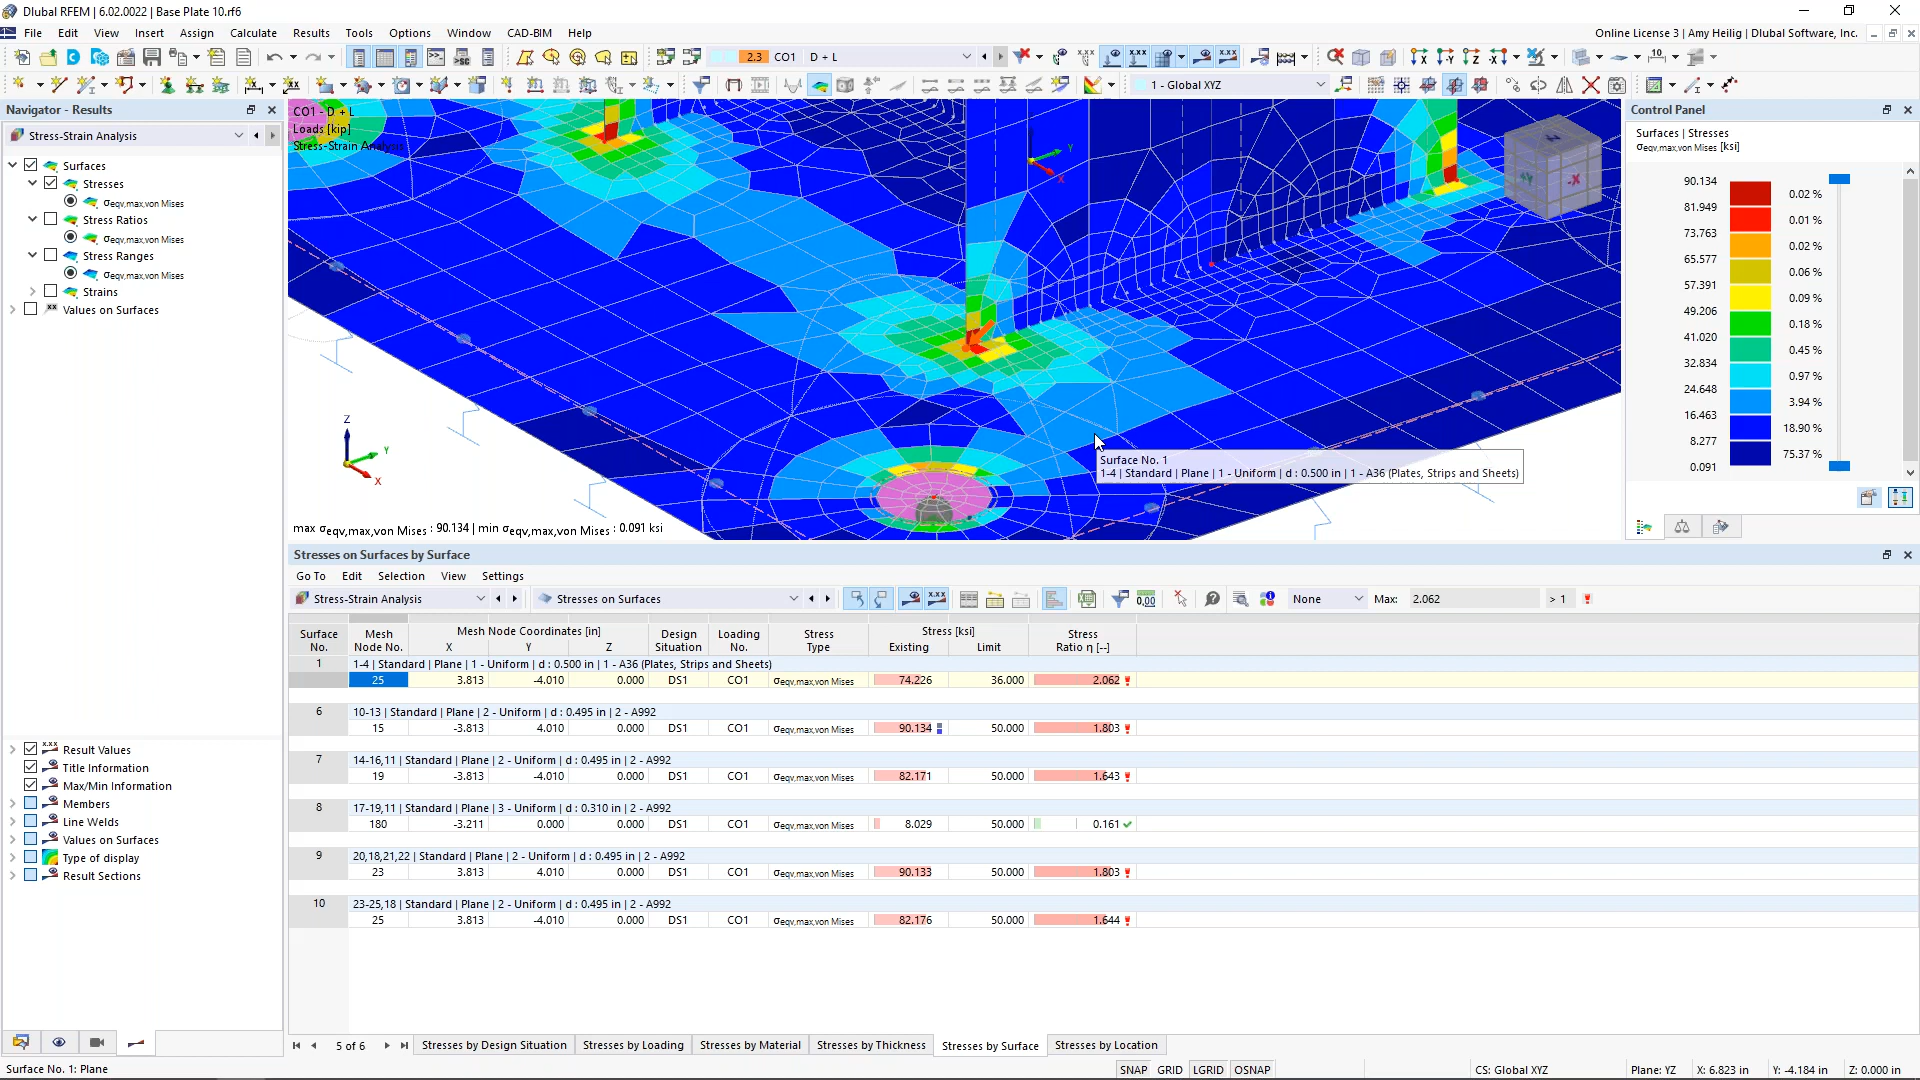 Dlubal RFEM | 6.02.0022 | Base Plate 10.rf6
File Edit View Insert Assign Calculate Results Tools Options Window CAD-BIM Help
Online License 3 | Amy Heilig | Dlubal Software, Inc.
2.3 CO1 D + L
1 - Global XYZ
Navigator - Results
Stress-Strain Analysis
Surfaces
Stresses
σeqv,max,von Mises
Stress Ratios
σeqv,max,von Mises
Stress Ranges
σeqv,max,von Mises
Strains
Values on Surfaces
Result Values
Title Information
Max/Min Information
Members
Line Welds
Values on Surfaces
Type of display
Result Sections
CO1 - D + L
Loads [kip]
Stress-Strain Analysis
Y
X
Z
+Y
-X
Z
Y
X
Surface No. 1
1-4 | Standard | Plane | 1 - Uniform | d : 0.500 in | 1 - A36 (Plates, Strips and Sheets)
max σeqv,max,von Mises : 90.134 | min σeqv,max,von Mises : 0.091 ksi
Control Panel
Surfaces | Stresses
σeqv,max,von Mises [ksi]
90.134
0.02 %
81.949
0.01 %
73.763
0.02 %
65.577
0.06 %
57.391
0.09 %
49.206
0.18 %
41.020
0.45 %
32.834
0.97 %
24.648
3.94 %
16.463
18.90 %
8.277
75.37 %
0.091
Stresses on Surfaces by Surface
Go To Edit Selection View Settings
Stress-Strain Analysis Stresses on Surfaces None Max: 2.062 > 1
Surface Mesh Mesh Node Coordinates [in] Design Loading Stress Stress [ksi] Stress
No. Node No. X Y Z Situation No. Type Existing Limit Ratio η [--]
1 1-4 | Standard | Plane | 1 - Uniform | d : 0.500 in | 1 - A36 (Plates, Strips and Sheets)
25 3.813 -4.010 0.000 DS1 CO1 σeqv,max,von Mises 74.226 36.000 2.062
6 10-13 | Standard | Plane | 2 - Uniform | d : 0.495 in | 2 - A992
15 -3.813 4.010 0.000 DS1 CO1 σeqv,max,von Mises 90.134 50.000 1.803
7 14-16,11 | Standard | Plane | 2 - Uniform | d : 0.495 in | 2 - A992
19 -3.813 -4.010 0.000 DS1 CO1 σeqv,max,von Mises 82.171 50.000 1.643
8 17-19,11 | Standard | Plane | 3 - Uniform | d : 0.310 in | 2 - A992
180 -3.211 0.000 0.000 DS1 CO1 σeqv,max,von Mises 8.029 50.000 0.161
9 20,18,21,22 | Standard | Plane | 2 - Uniform | d : 0.495 in | 2 - A992
23 3.813 4.010 0.000 DS1 CO1 σeqv,max,von Mises 90.133 50.000 1.803
10 23-25,18 | Standard | Plane | 2 - Uniform | d : 0.495 in | 2 - A992
25 3.813 -4.010 0.000 DS1 CO1 σeqv,max,von Mises 82.176 50.000 1.644
5 of 6 Stresses by Design Situation Stresses by Loading Stresses by Material Stresses by Thickness Stresses by Surface Stresses by Location
Surface No. 1: Plane SNAP GRID LGRID OSNAP CS: Global XYZ Plane: YZ X: 6.823 in Y: -4.184 in Z: 0.000 in